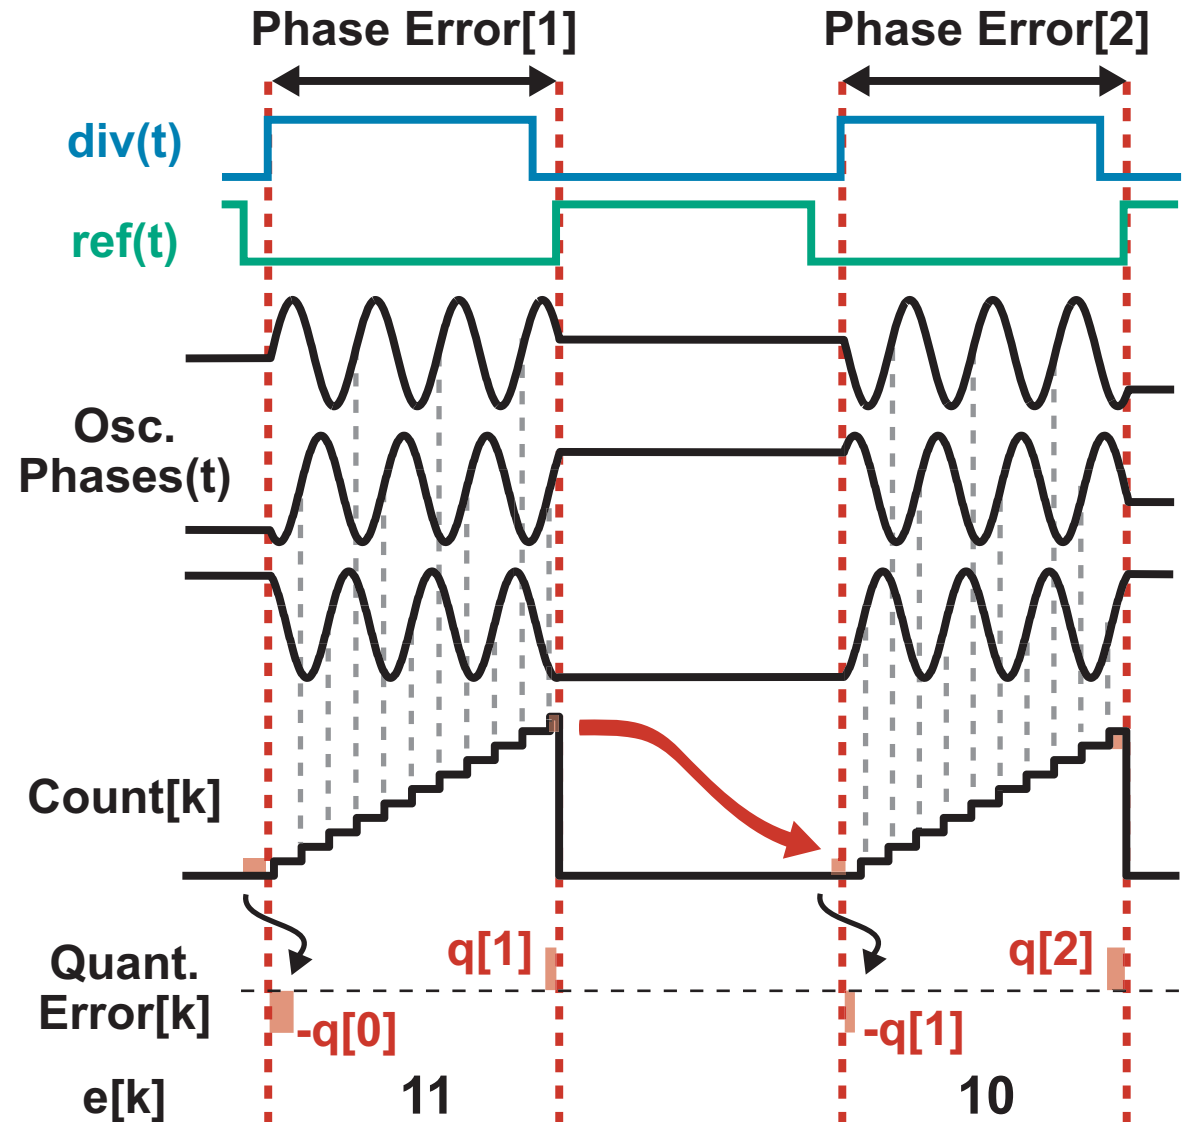 Phase Error[1] Phase Error[2]
div(t)
ref(t)
Osc.
Phases(t)
Count[k]
Quant.
Error[k]
q[1] q[2]
-q[0] -q[1]
e[k] 11 10